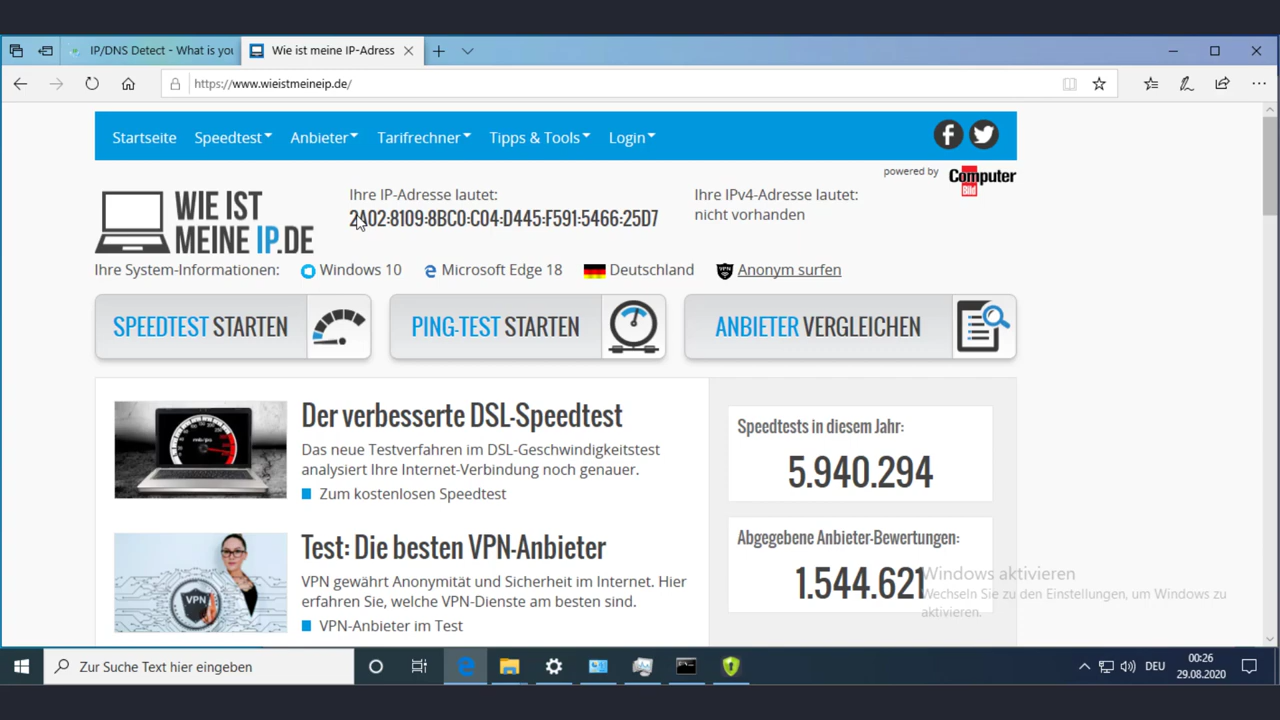 IP/DNS Detect - What is you
Wie ist meine IP-Adress
https://www.wieistmeineip.de/
Startseite Speedtest Anbieter Tarifrechner Tipps & Tools Login
powered by Computer Bild
WIE IST
MEINE IP.DE
Ihre IP-Adresse lautet:
2A02:8109:8BC0:C04:D445:F591:5466:25D7
Ihre IPv4-Adresse lautet:
nicht vorhanden
Ihre System-Informationen: Windows 10 Microsoft Edge 18 Deutschland VPN Anonym surfen
SPEEDTEST STARTEN
PING-TEST STARTEN
ANBIETER VERGLEICHEN
Der verbesserte DSL-Speedtest
Das neue Testverfahren im DSL-Geschwindigkeitstest
analysiert Ihre Internet-Verbindung noch genauer.
Zum kostenlosen Speedtest
Test: Die besten VPN-Anbieter
VPN gewährt Anonymität und Sicherheit im Internet. Hier
erfahren Sie, welche VPN-Dienste am besten sind.
VPN-Anbieter im Test
VPN
Speedtests in diesem Jahr:
5.940.294
Abgegebene Anbieter-Bewertungen:
1.544.621
Windows aktivieren
Wechseln Sie zu den Einstellungen, um Windows zu
aktivieren.
Zur Suche Text hier eingeben
DEU
00:26
29.08.2020